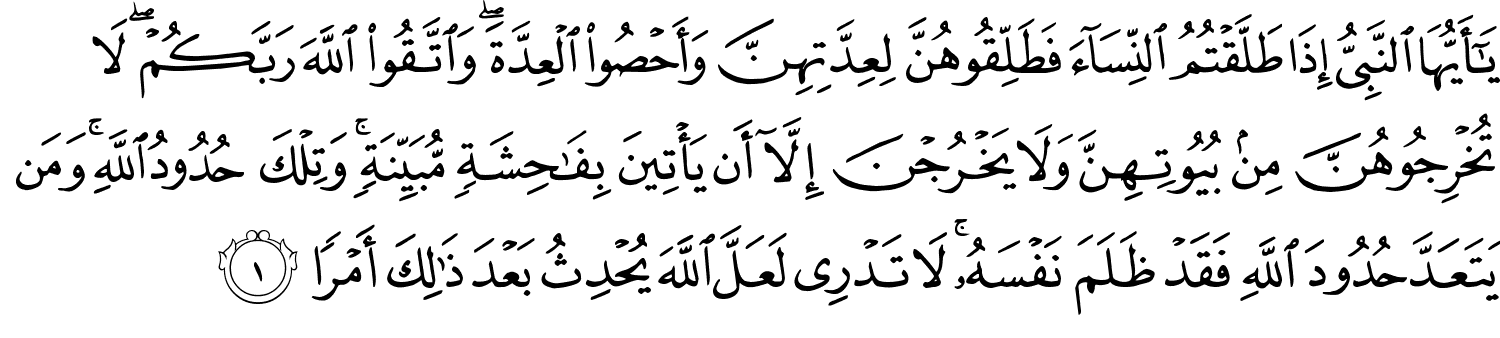 يَـٰٓأَيُّهَا ٱلنَّبِىُّ إِذَا طَلَّقْتُمُ ٱلنِّسَآءَ فَطَلِّقُوهُنَّ لِعِدَّتِهِنَّ وَأَحْصُوا۟ ٱلْعِدَّةَ ۖ وَٱتَّقُوا۟ ٱللَّهَ رَبَّكُمْ ۖ لَا
تُخْرِجُوهُنَّ مِنۢ بُيُوتِهِنَّ وَلَا يَخْرُجْنَ إِلَّآ أَن يَأْتِينَ بِفَـٰحِشَةٍ مُّبَيِّنَةٍ ۚ وَتِلْكَ حُدُودُ ٱللَّهِ ۚ وَمَن
يَتَعَدَّ حُدُودَ ٱللَّهِ فَقَدْ ظَلَمَ نَفْسَهُۥ ۚ لَا تَدْرِى لَعَلَّ ٱللَّهَ يُحْدِثُ بَعْدَ ذَٰلِكَ أَمْرًا ١